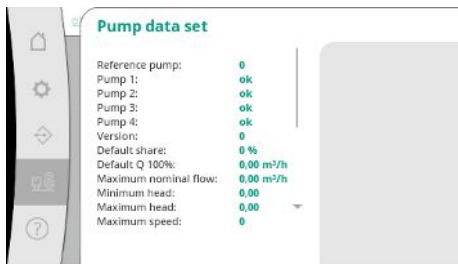 Pump data set
Reference pump: 0
Pump 1: ok
Pump 2: ok
Pump 3: ok
Pump 4: ok
Version: 0
Default share: 0 %
Default Q 100%: 0,00 m³/h
Maximum nominal flow: 0,00 m³/h
Minimum head: 0,00
Maximum head: 0,00
Maximum speed: 0
?